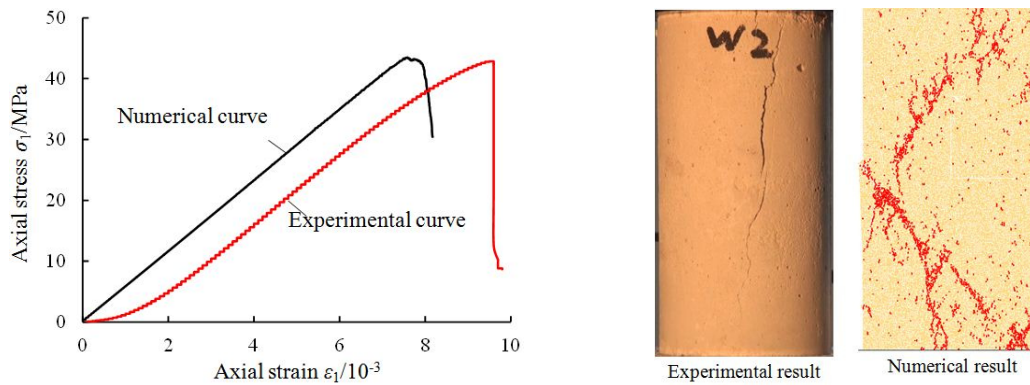 50
40
30
20
10
0
Axial stress σ₁/MPa
Numerical curve
Experimental curve
0 2 4 6 8 10
Axial strain ε₁/10⁻³
W2
Experimental result
Numerical result